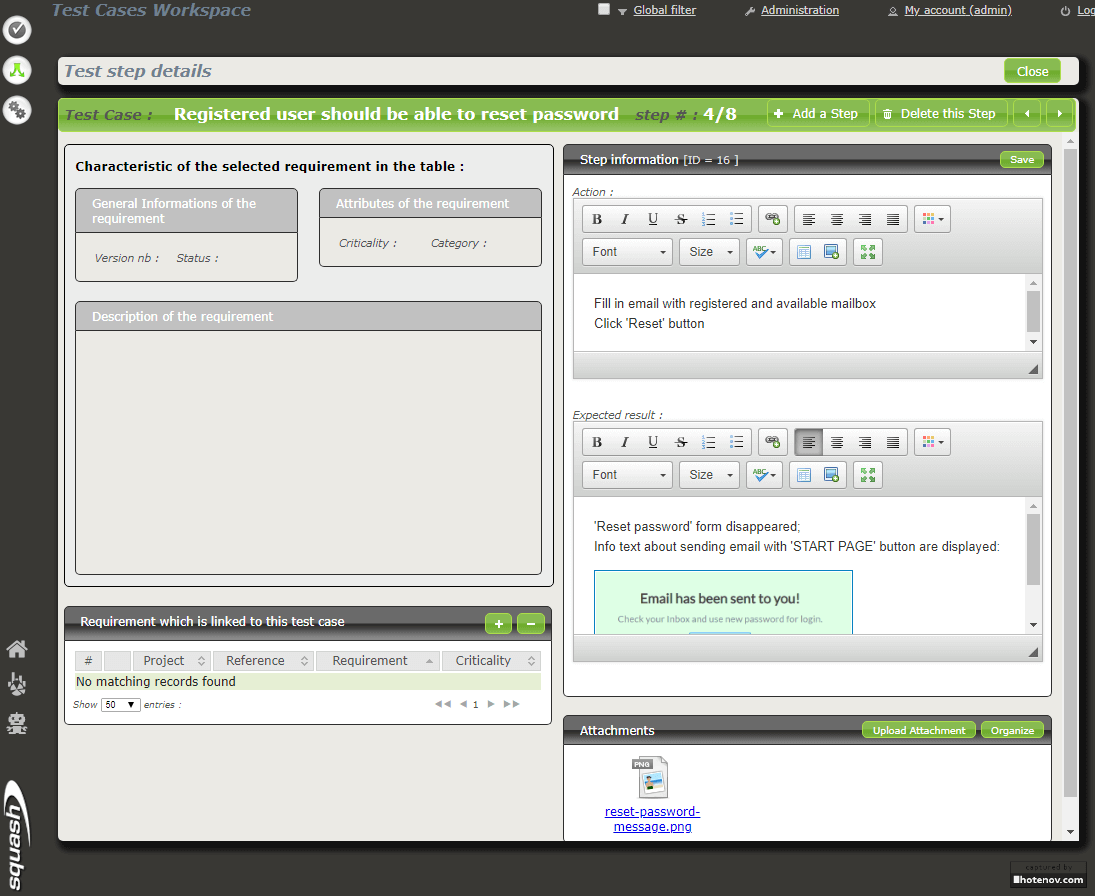 Test Cases Workspace
Global filter
Administration
My account (admin)
Log
Test step details
Close
Test Case :
Registered user should be able to reset password
step # : 4/8
Add a Step
Delete this Step
Characteristic of the selected requirement in the table :
General Informations of the
requirement
Version nb :
Status :
Attributes of the requirement
Criticality :
Category :
Description of the requirement
Requirement which is linked to this test case
#
Project
Reference
Requirement
Criticality
No matching records found
Show 50 entries :
1
Step information [ID = 16 ]
Save
Action :
B I U S
Font
Size
ABC
Fill in email with registered and available mailbox
Click 'Reset' button
Expected result :
B I U S
Font
Size
ABC
'Reset password' form disappeared;
Info text about sending email with 'START PAGE' button are displayed:
Email has been sent to you!
Check your Inbox and use new password for login.
Attachments
Upload Attachment
Organize
PNG
reset-password-
message.png
squash
captured by
hotenov.com